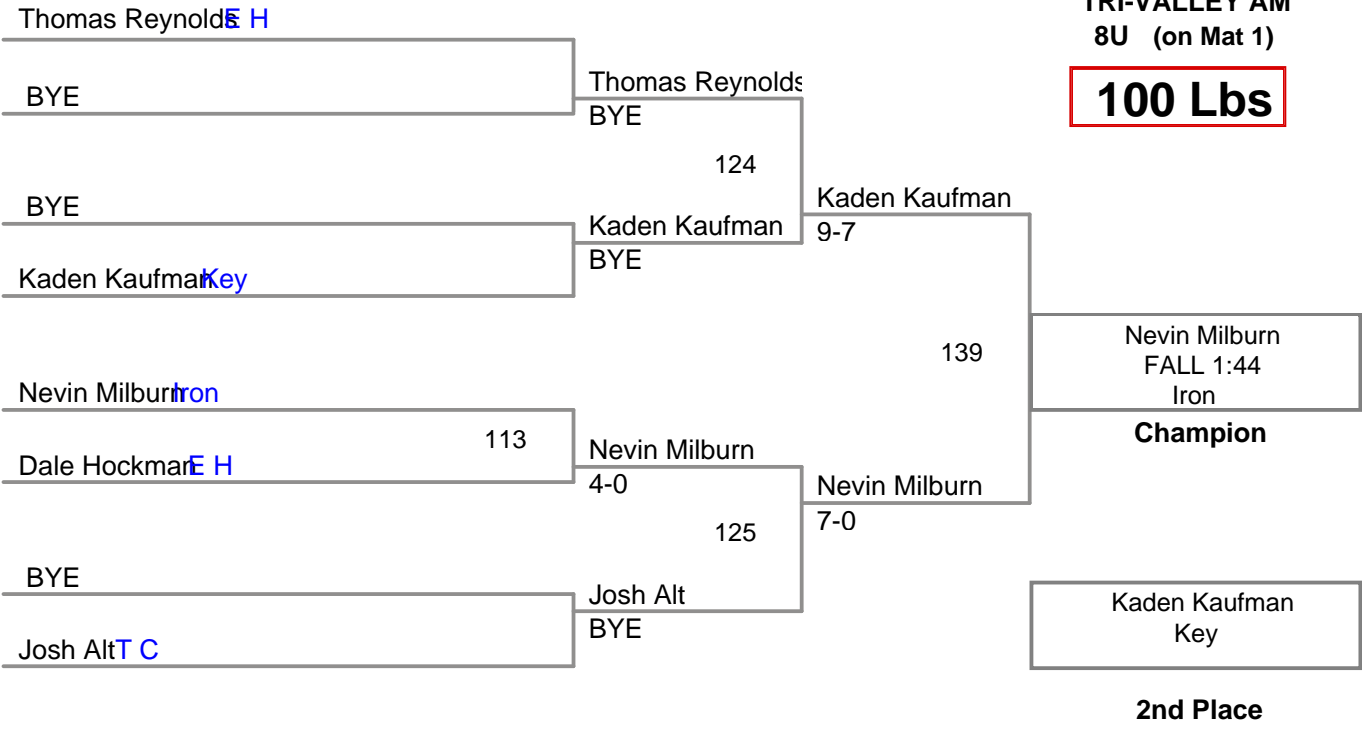 TRI-VALLEY AM
8U (on Mat 1)
100 Lbs
Thomas Reynolds E H
BYE
Thomas Reynolds
BYE
124
BYE
Kaden Kaufman
BYE
Kaden Kaufman Key
Kaden Kaufman
9-7
139
Nevin Milburn Iron
113
Dale Hockman E H
Nevin Milburn
4-0
125
BYE
Josh Alt
BYE
Josh Alt T C
Nevin Milburn
7-0
Nevin Milburn
FALL 1:44
Iron
Champion
Kaden Kaufman
Key
2nd Place